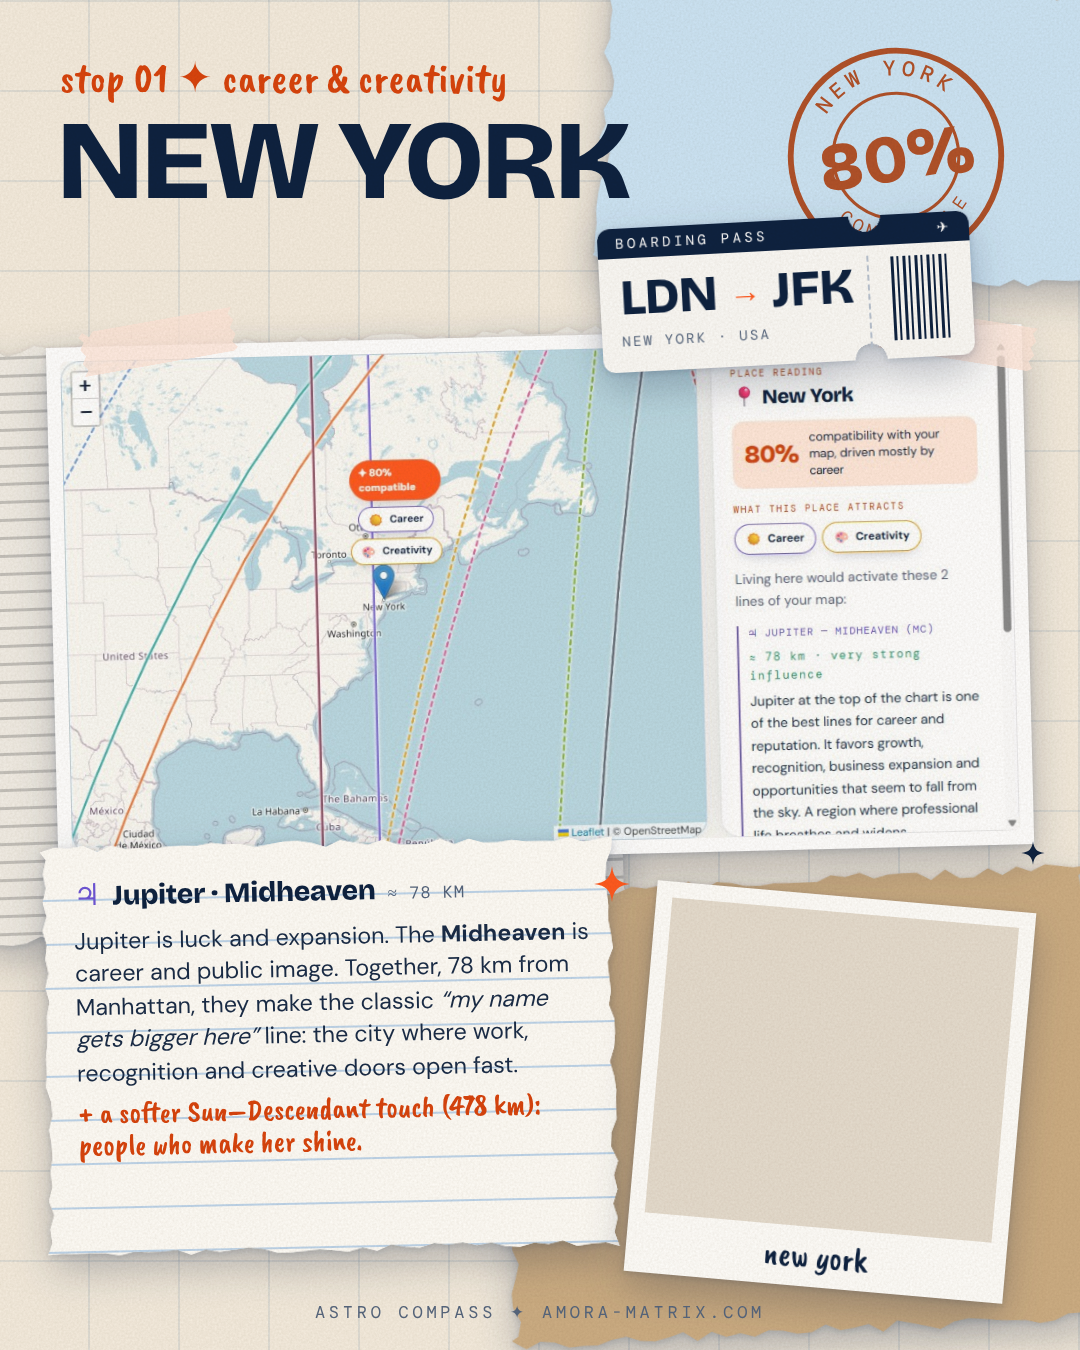 stop 01 ✦ career & creativity
NEW YORK
NEW YORK
80%
BOARDING PASS
LDN → JFK
NEW YORK · USA
+
−
✦ 80%
compatible
Career
Creativity
Toronto
New York
Washington
United States
México
Ciudad
de México
La Habana
The Bahamas
Cuba
Leaflet | © OpenStreetMap
PLACE READING
New York
80%
compatibility with your
map, driven mostly by
career
WHAT THIS PLACE ATTRACTS
Career
Creativity
Living here would activate these 2
lines of your map:
♃ JUPITER — MIDHEAVEN (MC)
≈ 78 km · very strong
influence
Jupiter at the top of the chart is one
of the best lines for career and
reputation. It favors growth,
recognition, business expansion and
opportunities that seem to fall from
the sky. A region where professional
life breathes and widens
♃ Jupiter · Midheaven ≈ 78 KM
Jupiter is luck and expansion. The Midheaven is
career and public image. Together, 78 km from
Manhattan, they make the classic “my name
gets bigger here” line: the city where work,
recognition and creative doors open fast.
+ a softer Sun—Descendant touch (478 km):
people who make her shine.
new york
ASTRO COMPASS ✦ AMORA-MATRIX.COM